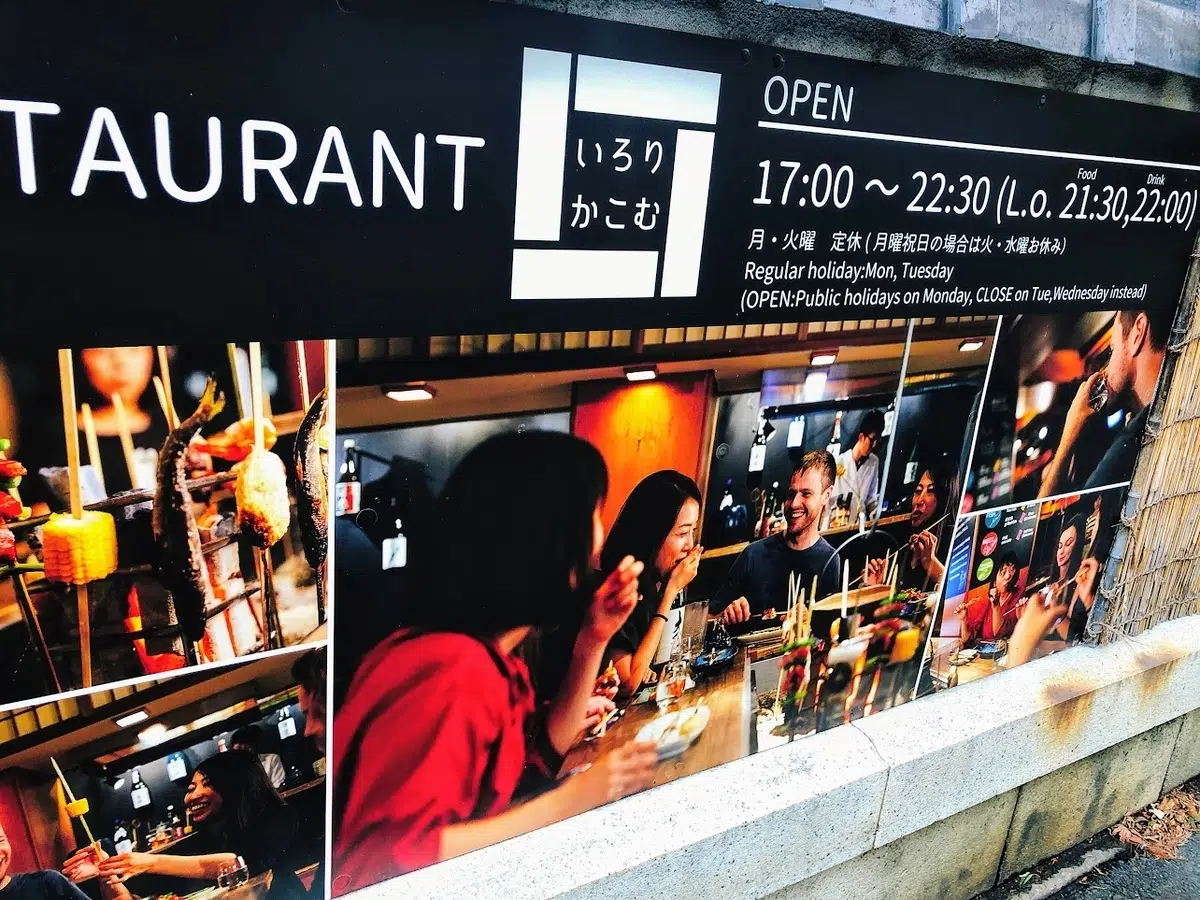 TAURANT
いろり
かこむ
OPEN
Food Drink
17:00 〜 22:30 (L.o. 21:30,22:00)
月・火曜 定休 ( 月曜祝日の場合は火・水曜お休み)
Regular holiday:Mon, Tuesday
(OPEN:Public holidays on Monday, CLOSE on Tue,Wednesday instead)